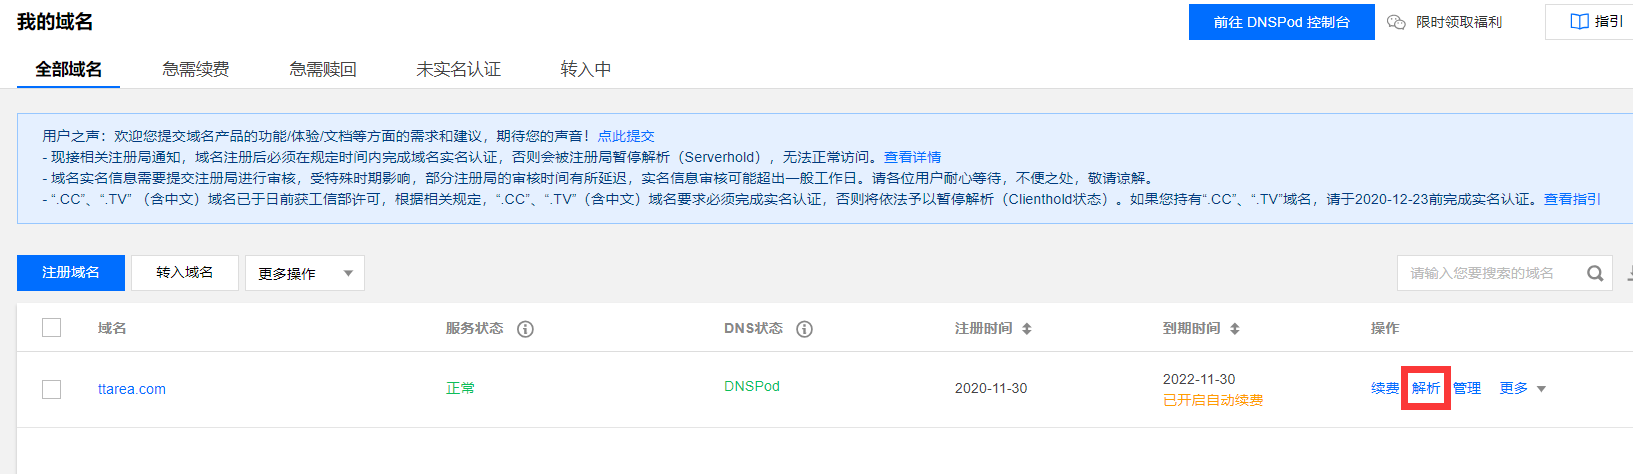 我的域名
前往 DNSPod 控制台
限时领取福利
指引
全部域名 急需续费 急需赎回 未实名认证 转入中
用户之声：欢迎您提交域名产品的功能/体验/文档等方面的需求和建议，期待您的声音！点此提交
- 现接相关注册局通知，域名注册后必须在规定时间内完成域名实名认证，否则会被注册局暂停解析（Serverhold），无法正常访问。查看详情
- 域名实名信息需要提交注册局进行审核，受特殊时期影响，部分注册局的审核时间有所延迟，实名信息审核可能超出一般工作日。请各位用户耐心等待，不便之处，敬请谅解。
- “.CC”、“.TV” （含中文）域名已于日前获工信部许可，根据相关规定，“.CC”、“.TV”（含中文）域名要求必须完成实名认证，否则将依法予以暂停解析（Clienthold状态）。如果您持有“.CC”、“.TV”域名，请于2020-12-23前完成实名认证。查看指引
注册域名 转入域名 更多操作
请输入您要搜索的域名
域名 服务状态 DNS状态 注册时间 到期时间 操作
ttarea.com 正常 DNSPod 2020-11-30 2022-11-30 续费 解析 管理 更多
已开启自动续费